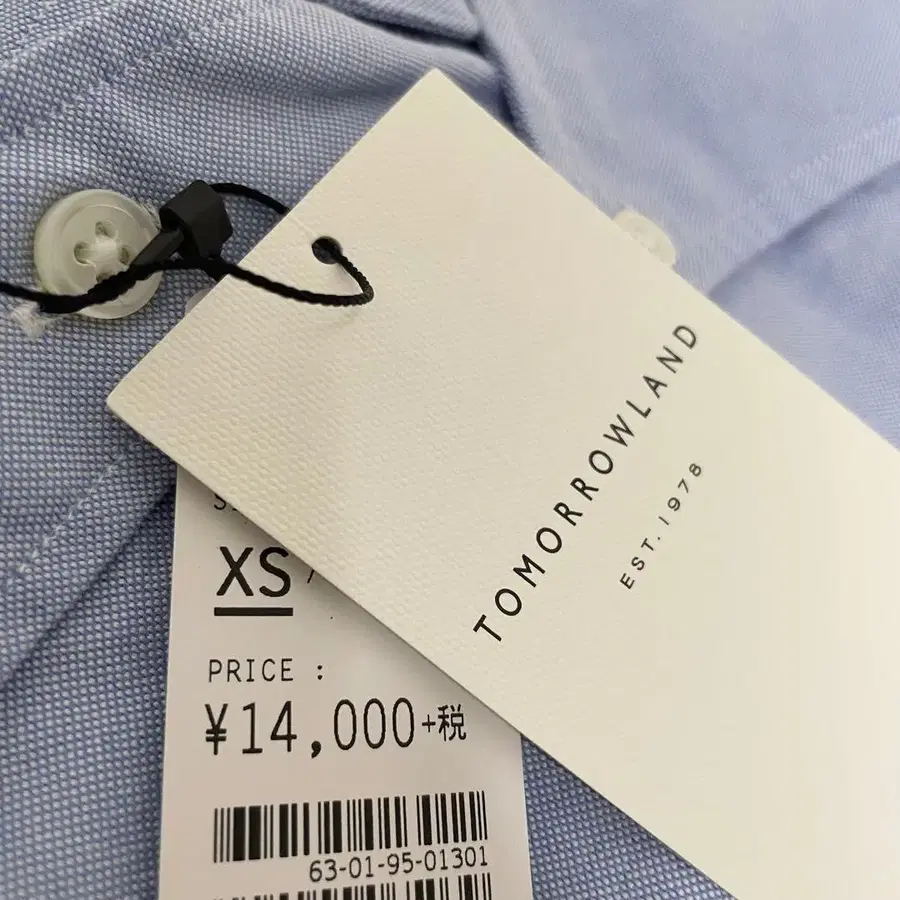 TOMORROWLAND
EST. 1978
XS
PRICE :
¥14,000+税
63-01-95-01301